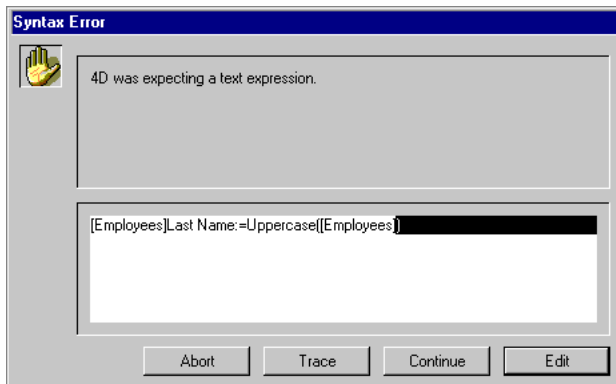 Syntax Error
4D was expecting a text expression.
[Employees]Last Name:=Uppercase([Employees])
Abort
Trace
Continue
Edit